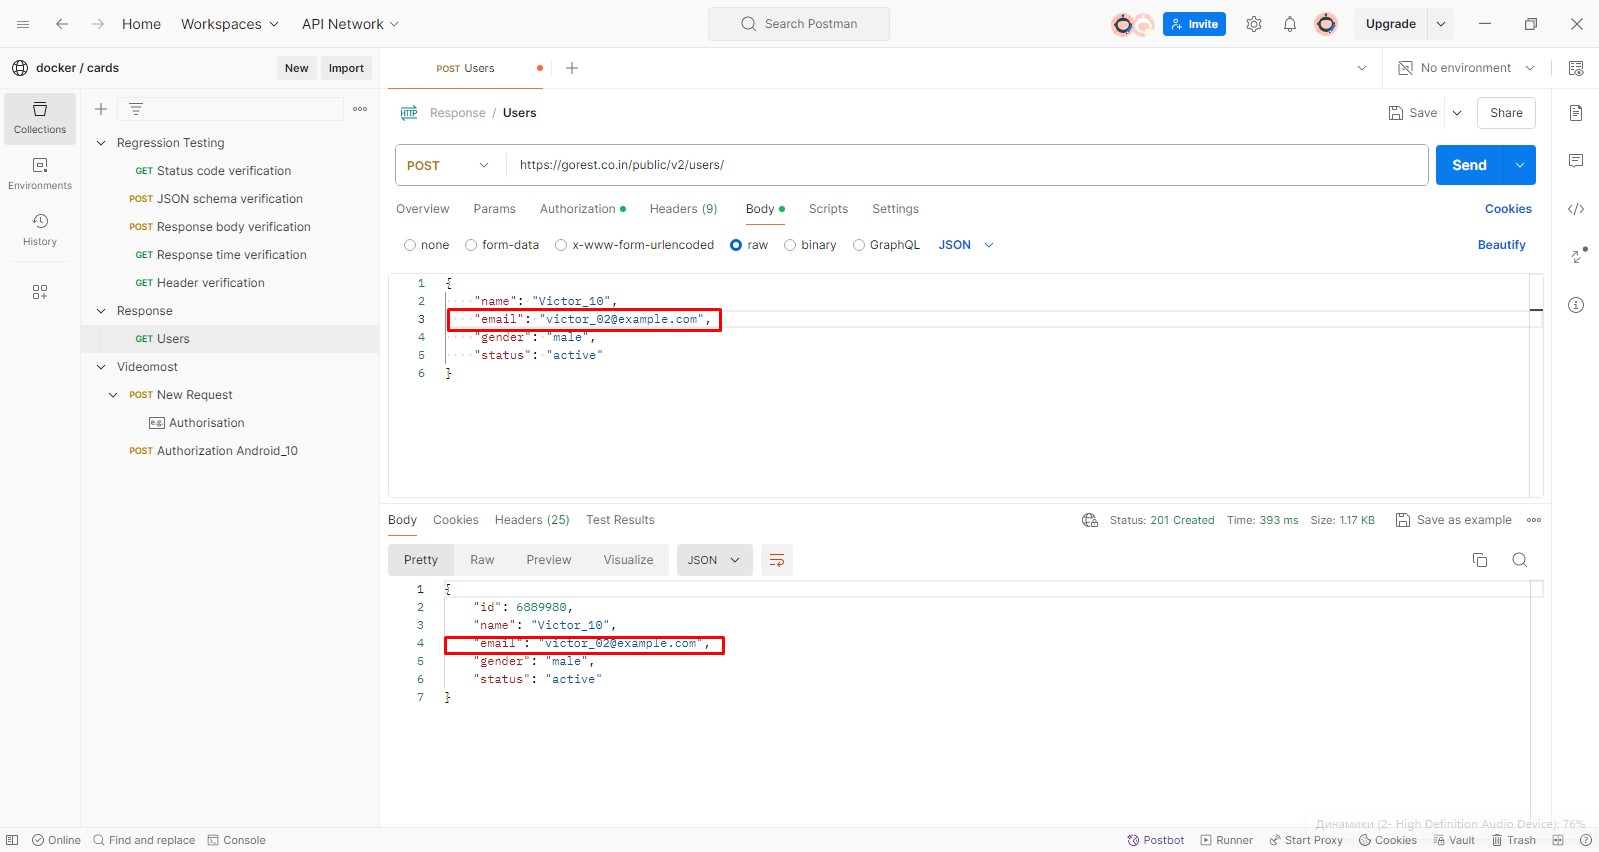 Home Workspaces API Network Search Postman Invite Upgrade
docker / cards New Import POST Users No environment
Collections
Environments
History
Regression Testing
GET Status code verification
POST JSON schema verification
POST Response body verification
GET Response time verification
GET Header verification
Response
GET Users
Videomost
POST New Request
e.g. Authorisation
POST Authorization Android_10
HTTP Response / Users Save Share
POST https://gorest.co.in/public/v2/users/ Send
Overview Params Authorization Headers (9) Body Scripts Settings Cookies
none form-data x-www-form-urlencoded raw binary GraphQL JSON Beautify
1 {
2 "name": "Victor_10",
3 "email": "victor_02@example.com",
4 "gender": "male",
5 "status": "active"
6 }
Body Cookies Headers (25) Test Results Status: 201 Created Time: 393 ms Size: 1.17 KB Save as example
Pretty Raw Preview Visualize JSON
1 {
2 "id": 6889980,
3 "name": "Victor_10",
4 "email": "victor_02@example.com",
5 "gender": "male",
6 "status": "active"
7 }
Динамики (2- High Definition Audio Device): 76%
Online Find and replace Console Postbot Runner Start Proxy Cookies Vault Trash